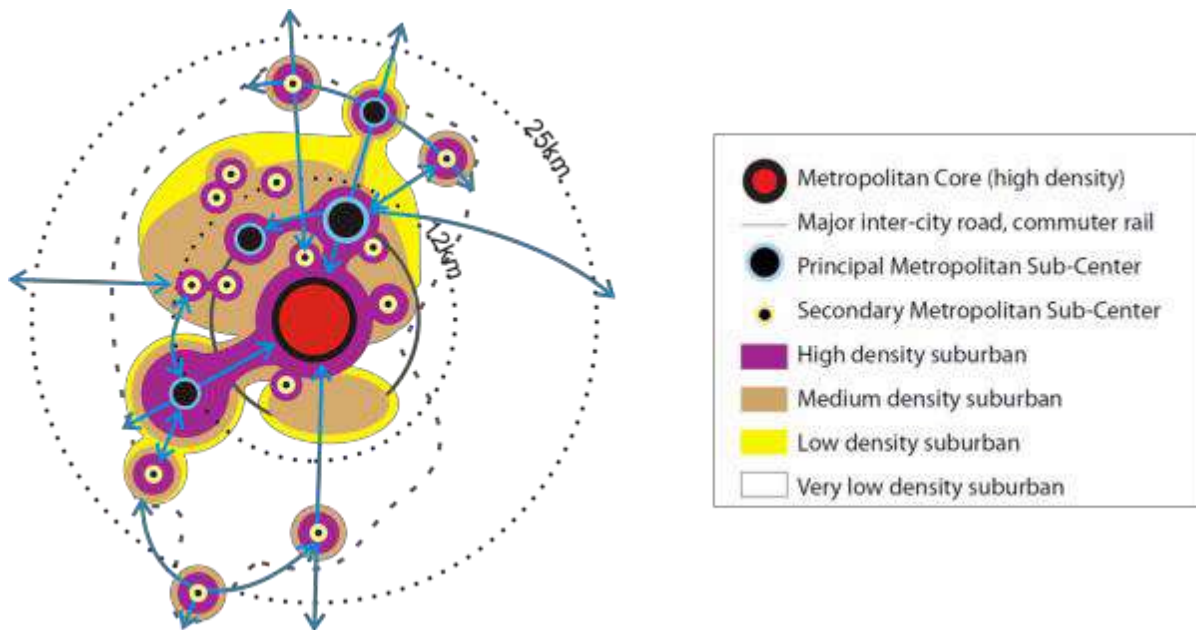 25km
12km
Metropolitan Core (high density)
Major inter-city road, commuter rail
Principal Metropolitan Sub-Center
Secondary Metropolitan Sub-Center
High density suburban
Medium density suburban
Low density suburban
Very low density suburban